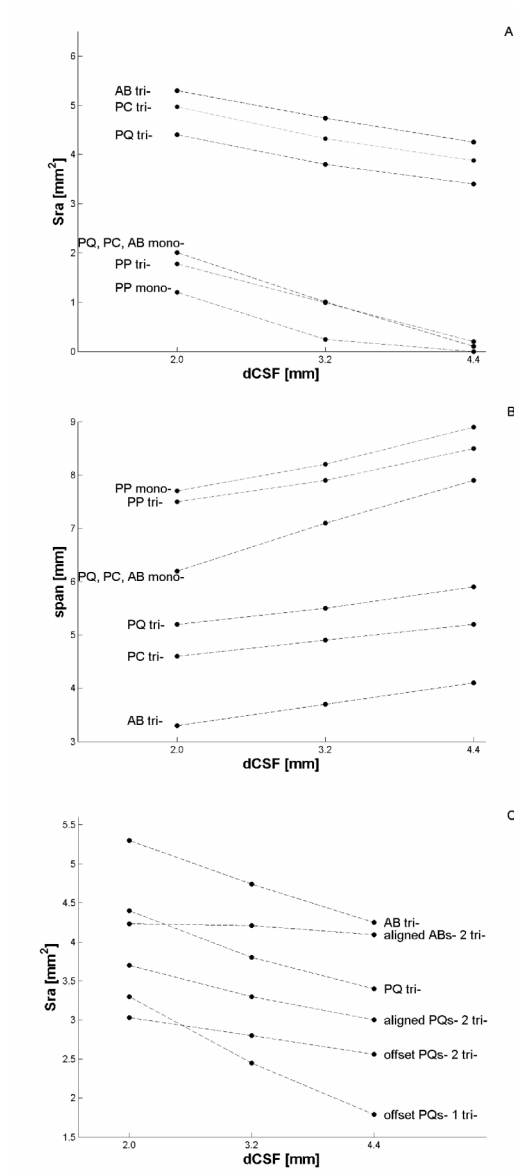 A
6
AB tri-
5
PC tri-
PQ tri-
4
Sra [mm²]
3
PQ, PC, AB mono-
2
PP tri-
PP mono-
1
0
2.0 3.2 4.4
dCSF [mm]
B
9
8
PP mono-
PP tri-
7
span [mm]
PQ, PC, AB mono-
6
PQ tri-
5
PC tri-
4
AB tri-
3
2.0 3.2 4.4
dCSF [mm]
C
5.5
5
4.5
AB tri-
aligned ABs- 2 tri-
4
Sra [mm²]
3.5
PQ tri-
aligned PQs- 2 tri-
3
offset PQs- 2 tri-
2.5
2
offset PQs- 1 tri-
1.5
2.0 3.2 4.4
dCSF [mm]